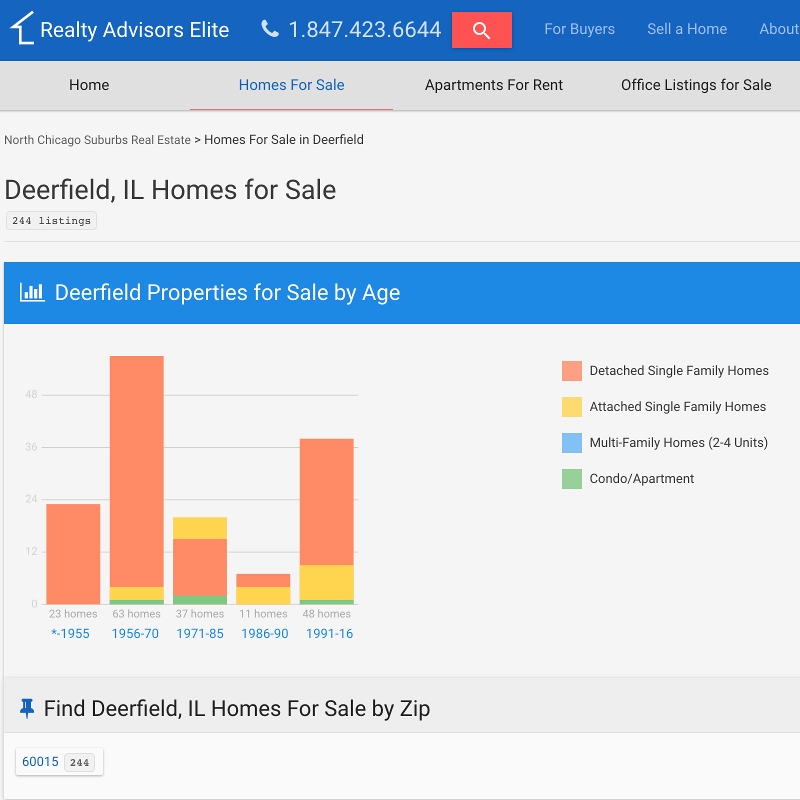 Realty Advisors Elite 1.847.423.6644 For Buyers Sell a Home About
Home Homes For Sale Apartments For Rent Office Listings for Sale
North Chicago Suburbs Real Estate > Homes For Sale in Deerfield
Deerfield, IL Homes for Sale
244 listings
Deerfield Properties for Sale by Age
Detached Single Family Homes
Attached Single Family Homes
Multi-Family Homes (2-4 Units)
Condo/Apartment
48
36
24
12
0
23 homes 63 homes 37 homes 11 homes 48 homes
*-1955 1956-70 1971-85 1986-90 1991-16
Find Deerfield, IL Homes For Sale by Zip
60015 244